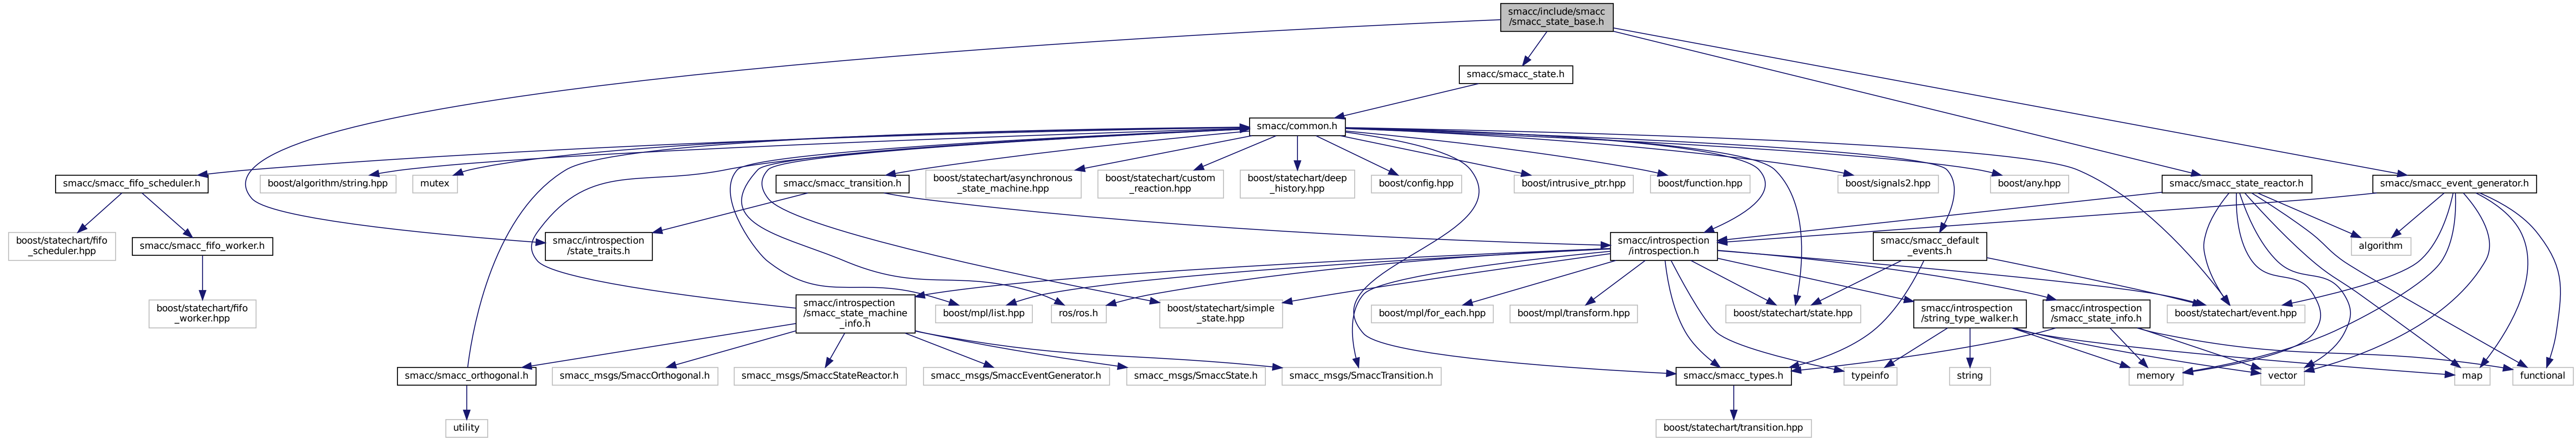 smacc/include/smacc
/smacc_state_base.h
smacc/smacc_state.h
smacc/common.h
smacc/smacc_fifo_scheduler.h
boost/algorithm/string.hpp
mutex
smacc/smacc_transition.h
boost/statechart/asynchronous
_state_machine.hpp
boost/statechart/custom
_reaction.hpp
boost/statechart/deep
_history.hpp
boost/config.hpp
boost/intrusive_ptr.hpp
boost/function.hpp
boost/signals2.hpp
boost/any.hpp
smacc/smacc_state_reactor.h
smacc/smacc_event_generator.h
boost/statechart/fifo
_scheduler.hpp
smacc/smacc_fifo_worker.h
smacc/introspection
/state_traits.h
smacc/introspection
/introspection.h
smacc/smacc_default
_events.h
algorithm
boost/statechart/fifo
_worker.hpp
smacc/introspection
/smacc_state_machine
_info.h
boost/mpl/list.hpp
ros/ros.h
boost/statechart/simple
_state.hpp
boost/mpl/for_each.hpp
boost/mpl/transform.hpp
boost/statechart/state.hpp
smacc/introspection
/string_type_walker.h
smacc/introspection
/smacc_state_info.h
boost/statechart/event.hpp
smacc/smacc_orthogonal.h
smacc_msgs/SmaccOrthogonal.h
smacc_msgs/SmaccStateReactor.h
smacc_msgs/SmaccEventGenerator.h
smacc_msgs/SmaccState.h
smacc_msgs/SmaccTransition.h
smacc/smacc_types.h
typeinfo
string
memory
vector
map
functional
utility
boost/statechart/transition.hpp